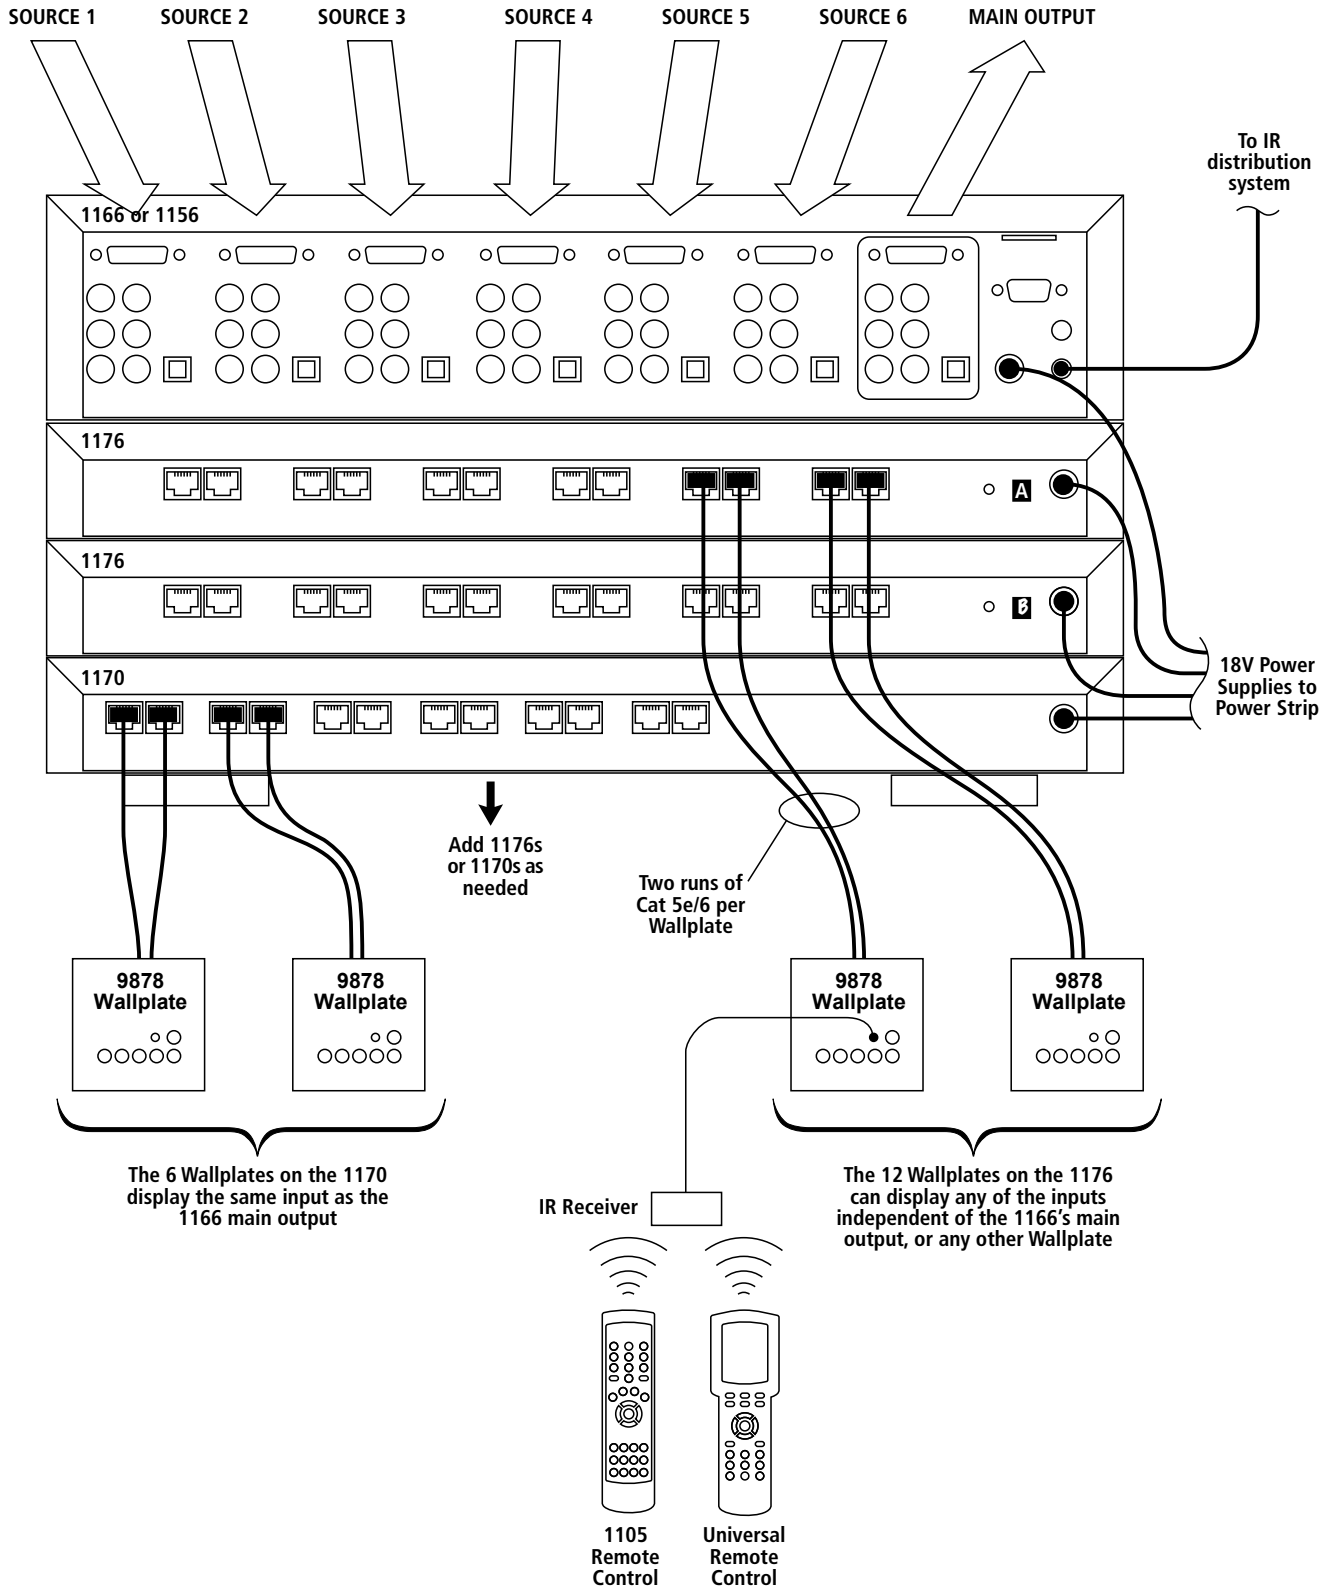 SOURCE 1
SOURCE 2
SOURCE 3
SOURCE 4
SOURCE 5
SOURCE 6
MAIN OUTPUT
To IR
distribution
system
1166 or 1156
1176
A
1176
B
1170
18V Power
Supplies to
Power Strip
Add 1176s
or 1170s as
needed
Two runs of
Cat 5e/6 per
Wallplate
9878
Wallplate
9878
Wallplate
9878
Wallplate
9878
Wallplate
The 6 Wallplates on the 1170
display the same input as the
1166 main output
The 12 Wallplates on the 1176
can display any of the inputs
independent of the 1166's main
output, or any other Wallplate
IR Receiver
1105
Remote
Control
Universal
Remote
Control